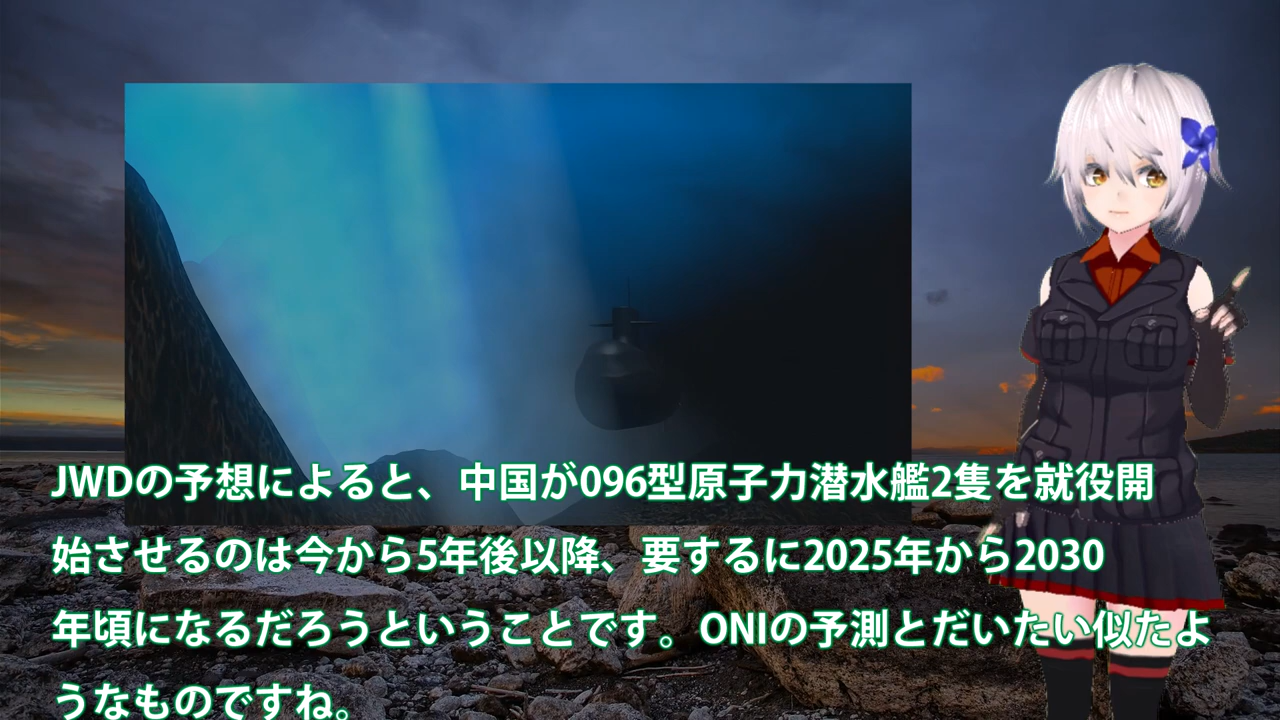 JWDの予想によると、中国が096型原子力潜水艦2隻を就役開
始させるのは今から5年後以降、要するに2025年から2030
年頃になるだろうということです。ONIの予測とだいたい似たよ
うなものですね。